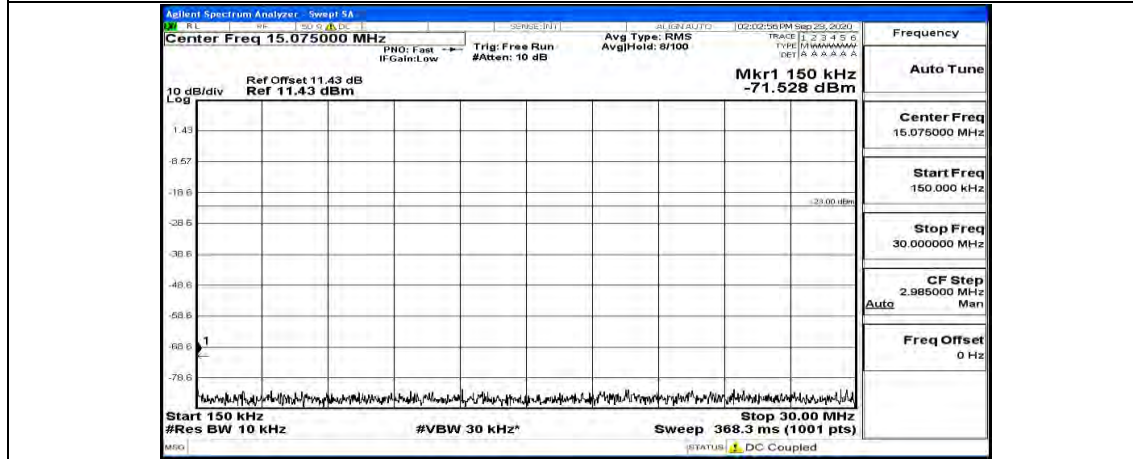 Agilent Spectrum Analyzer - Swept SA
RL RF 50 Ω DC SENSE:INT ALIGN AUTO 02:02:56 PM Sep 29, 2020
Center Freq 15.075000 MHz
PNO: Fast
IFGain:Low
Trig: Free Run
#Atten: 10 dB
Avg Type: RMS
Avg|Hold: 8/100
TRACE 1 2 3 4 5 6
TYPE M
DET A A A A A A
Frequency
Mkr1 150 kHz
-71.528 dBm
Ref Offset 11.43 dB
10 dB/div Ref 11.43 dBm
Log
1.43
-8.57
-18.6
-23.00 dBm
-28.6
-38.6
-48.6
-58.6
-68.6
1
-78.6
Start 150 kHz Stop 30.00 MHz
#Res BW 10 kHz #VBW 30 kHz* Sweep 368.3 ms (1001 pts)
MSG STATUS DC Coupled
Auto Tune
Center Freq
15.075000 MHz
Start Freq
150.000 kHz
Stop Freq
30.000000 MHz
CF Step
2.985000 MHz
Auto Man
Freq Offset
0 Hz